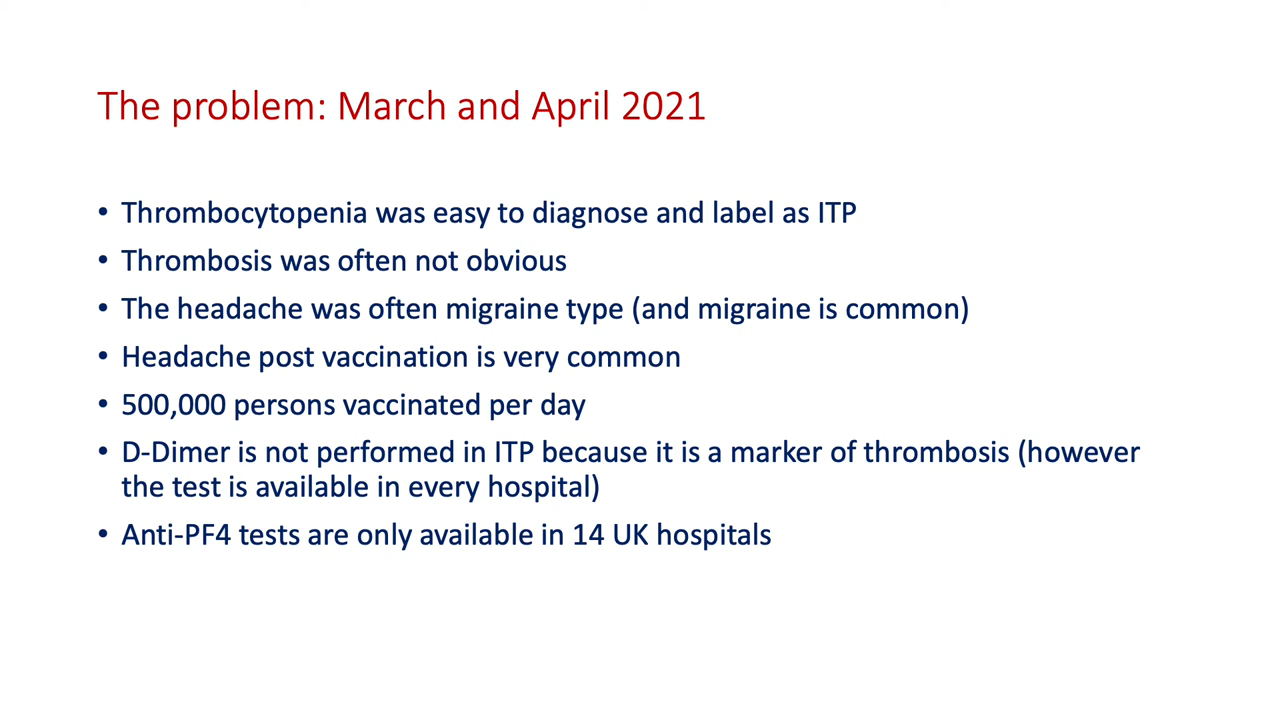 The problem: March and April 2021
• Thrombocytopenia was easy to diagnose and label as ITP
• Thrombosis was often not obvious
• The headache was often migraine type (and migraine is common)
• Headache post vaccination is very common
• 500,000 persons vaccinated per day
• D-Dimer is not performed in ITP because it is a marker of thrombosis (however
the test is available in every hospital)
• Anti-PF4 tests are only available in 14 UK hospitals